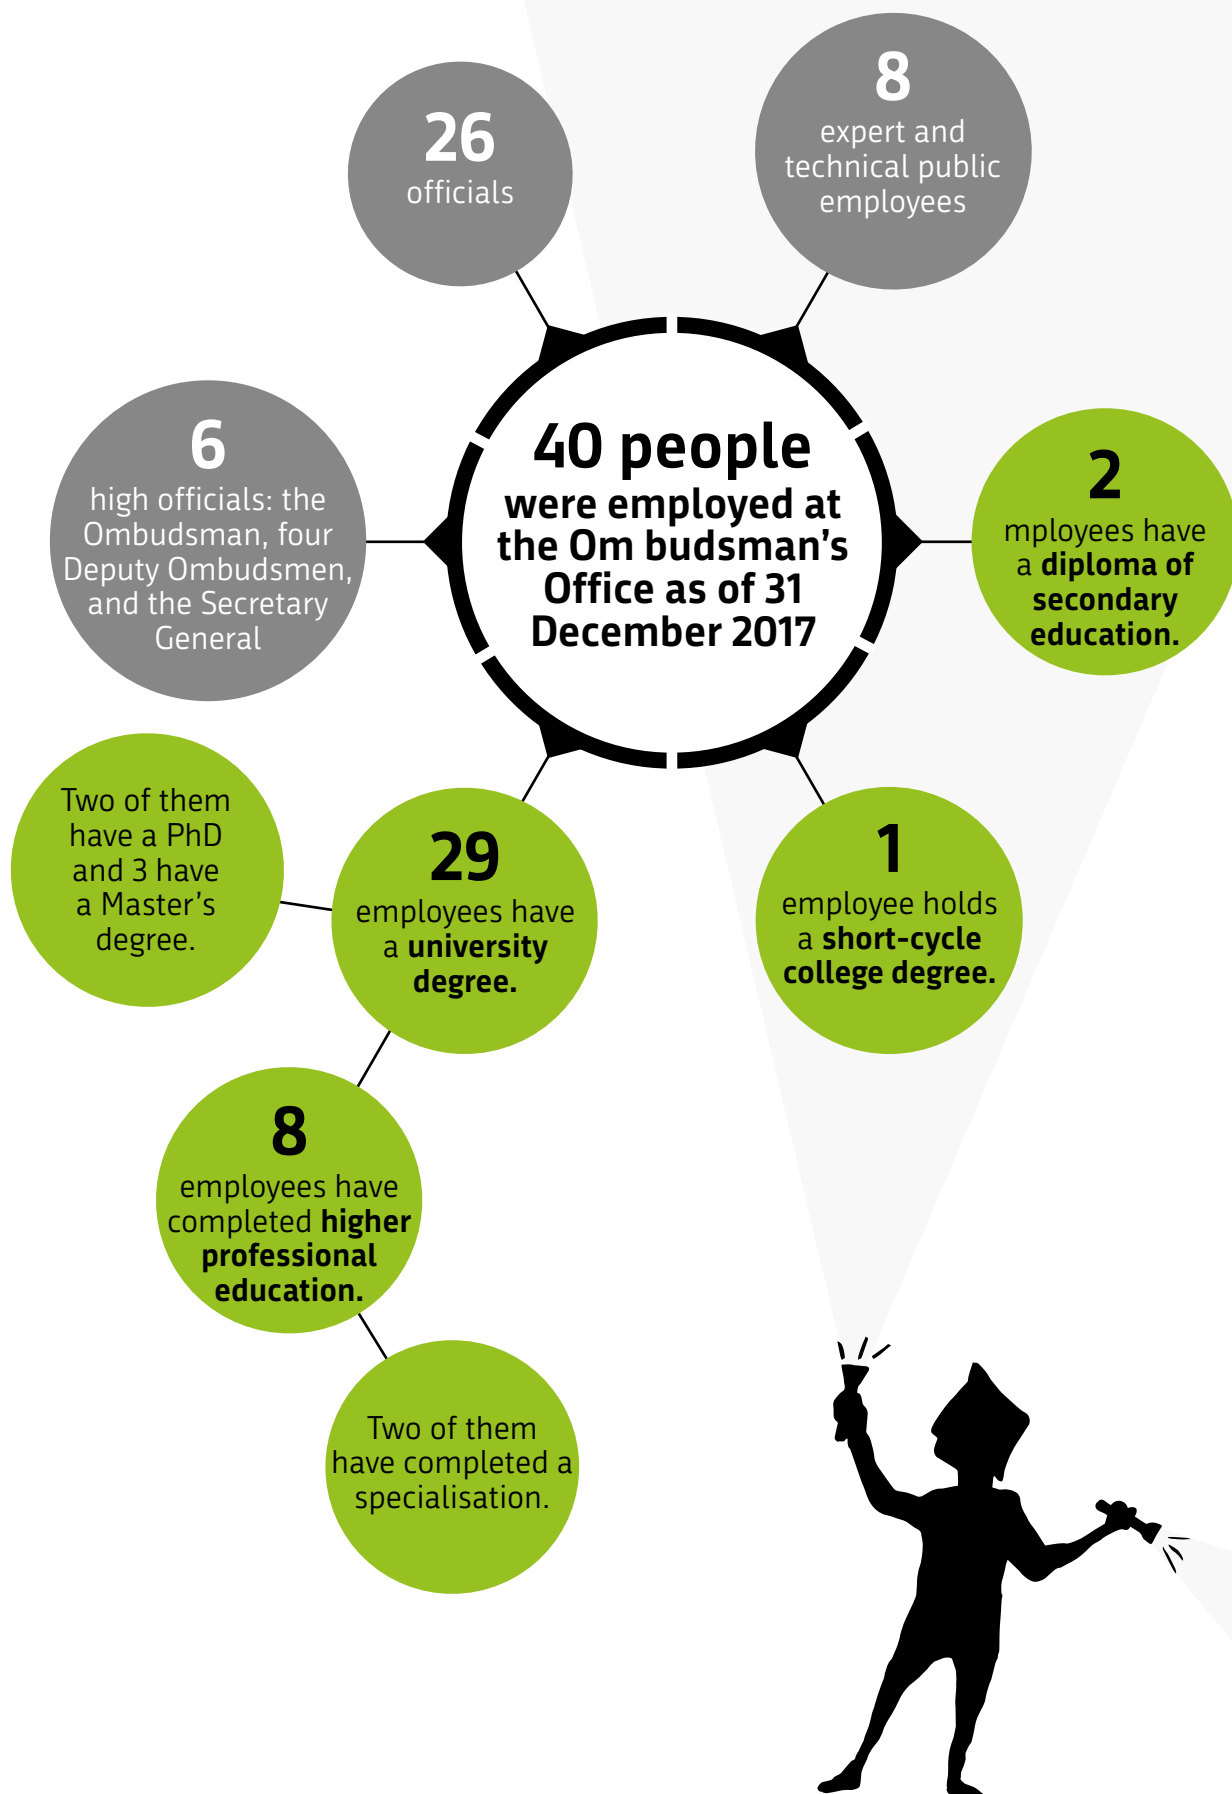 26
officials
8
expert and
technical public
employees
6
high officials: the
Ombudsman, four
Deputy Ombudsmen,
and the Secretary
General
40 people
were employed at
the Om budsman’s
Office as of 31
December 2017
2
mployees have
a diploma of
secondary
education.
Two of them
have a PhD
and 3 have
a Master’s
degree.
29
employees have
a university
degree.
1
employee holds
a short-cycle
college degree.
8
employees have
completed higher
professional
education.
Two of them
have completed a
specialisation.